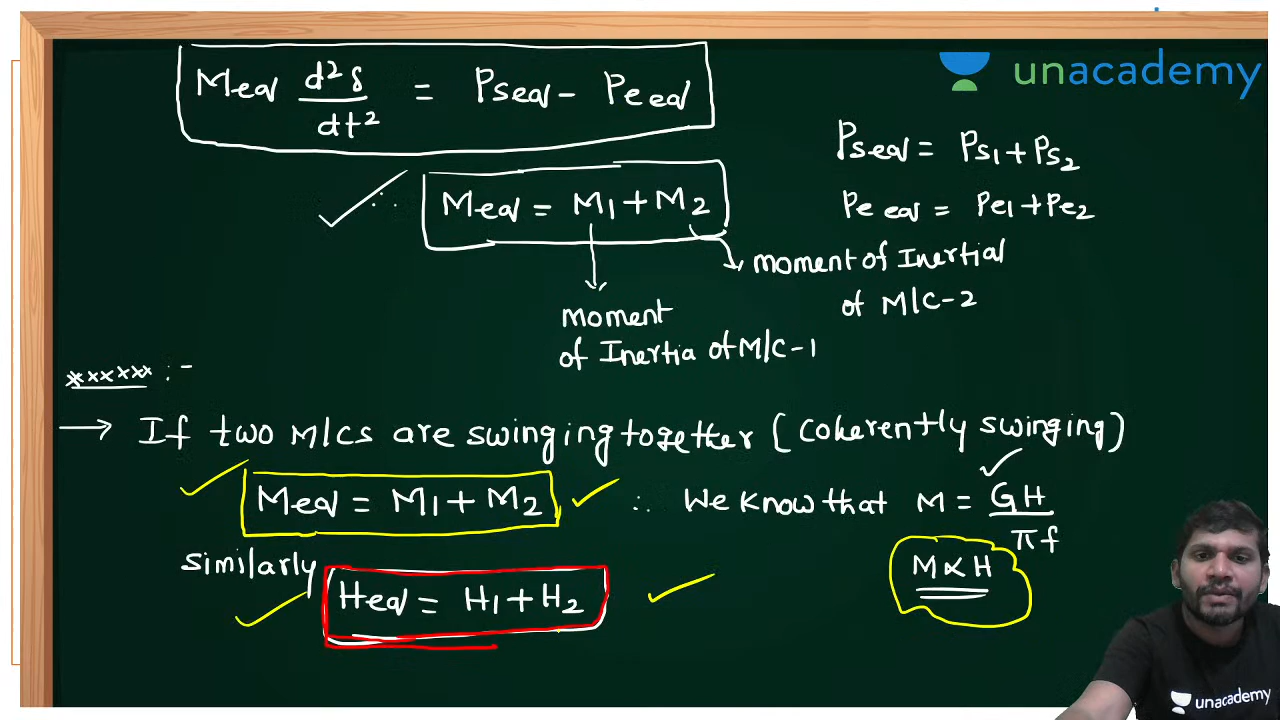 unacademy
Meq d²δ/dt² = Pseq - Peeq
Pseq = Ps1 + Ps2
∴ Meq = M1 + M2
Peeq = Pe1 + Pe2
moment of Inertial
of M/C-2
moment
of Inertia of M/C-1
×××××× :-
→ If two M/Cs are swinging together (coherently swinging)
Meq = M1 + M2 ∴ We know that M = GH/πf
similarly
M ∝ H
Heq = H1 + H2
unacademy